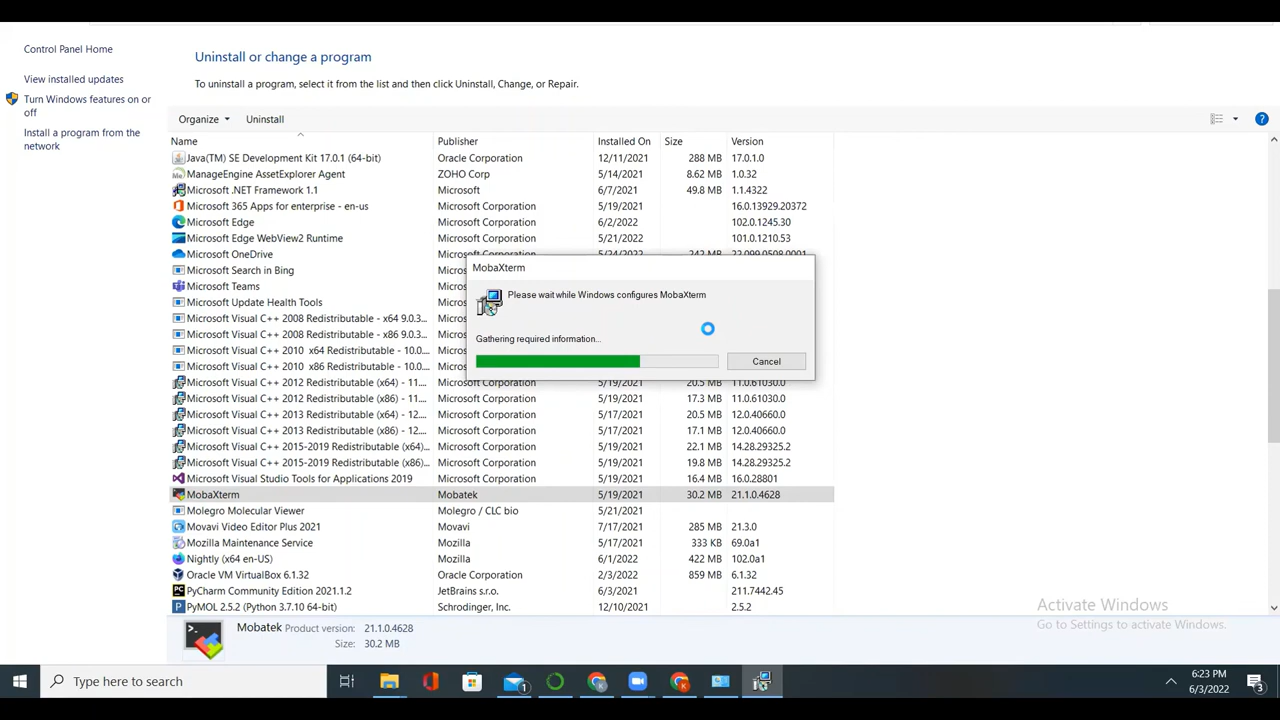 Control Panel Home
View installed updates
Turn Windows features on or
off
Install a program from the
network
Uninstall or change a program
To uninstall a program, select it from the list and then click Uninstall, Change, or Repair.
Organize Uninstall
Name Publisher Installed On Size Version
Java(TM) SE Development Kit 17.0.1 (64-bit) Oracle Corporation 12/11/2021 288 MB 17.0.1.0
ManageEngine AssetExplorer Agent ZOHO Corp 5/14/2021 8.62 MB 1.0.32
Microsoft .NET Framework 1.1 Microsoft 6/7/2021 49.8 MB 1.1.4322
Microsoft 365 Apps for enterprise - en-us Microsoft Corporation 5/19/2021 16.0.13929.20372
Microsoft Edge Microsoft Corporation 6/2/2022 102.0.1245.30
Microsoft Edge WebView2 Runtime Microsoft Corporation 5/21/2022 101.0.1210.53
Microsoft OneDrive Microsoft Corporation 5/24/2022 242 MB 22.099.0508.0001
Microsoft Search in Bing
Microsoft Teams
Microsoft Update Health Tools
Microsoft Visual C++ 2008 Redistributable - x64 9.0.3...
Microsoft Visual C++ 2008 Redistributable - x86 9.0.3...
Microsoft Visual C++ 2010 x64 Redistributable - 10.0...
Microsoft Visual C++ 2010 x86 Redistributable - 10.0...
MobaXterm
Please wait while Windows configures MobaXterm
Gathering required information...
Cancel
Microsoft Visual C++ 2012 Redistributable (x64) - 11.... Microsoft Corporation 5/19/2021 20.5 MB 11.0.61030.0
Microsoft Visual C++ 2012 Redistributable (x86) - 11.... Microsoft Corporation 5/19/2021 17.3 MB 11.0.61030.0
Microsoft Visual C++ 2013 Redistributable (x64) - 12.... Microsoft Corporation 5/17/2021 20.5 MB 12.0.40660.0
Microsoft Visual C++ 2013 Redistributable (x86) - 12.... Microsoft Corporation 5/17/2021 17.1 MB 12.0.40660.0
Microsoft Visual C++ 2015-2019 Redistributable (x64)... Microsoft Corporation 5/19/2021 22.1 MB 14.28.29325.2
Microsoft Visual C++ 2015-2019 Redistributable (x86)... Microsoft Corporation 5/19/2021 19.8 MB 14.28.29325.2
Microsoft Visual Studio Tools for Applications 2019 Microsoft Corporation 5/19/2021 16.4 MB 16.0.28801
MobaXterm Mobatek 5/19/2021 30.2 MB 21.1.0.4628
Molegro Molecular Viewer Molegro / CLC bio 5/21/2021
Movavi Video Editor Plus 2021 Movavi 7/17/2021 285 MB 21.3.0
Mozilla Maintenance Service Mozilla 5/17/2021 333 KB 69.0a1
Nightly (x64 en-US) Mozilla 6/1/2022 422 MB 102.0a1
Oracle VM VirtualBox 6.1.32 Oracle Corporation 2/3/2022 859 MB 6.1.32
PyCharm Community Edition 2021.1.2 JetBrains s.r.o. 6/3/2021 211.7442.45
PyMOL 2.5.2 (Python 3.7.10 64-bit) Schrodinger, Inc. 12/10/2021 2.5.2
Activate Windows
Go to Settings to activate Windows.
Mobatek Product version: 21.1.0.4628
Size: 30.2 MB
Type here to search
1
6:23 PM
6/3/2022
3